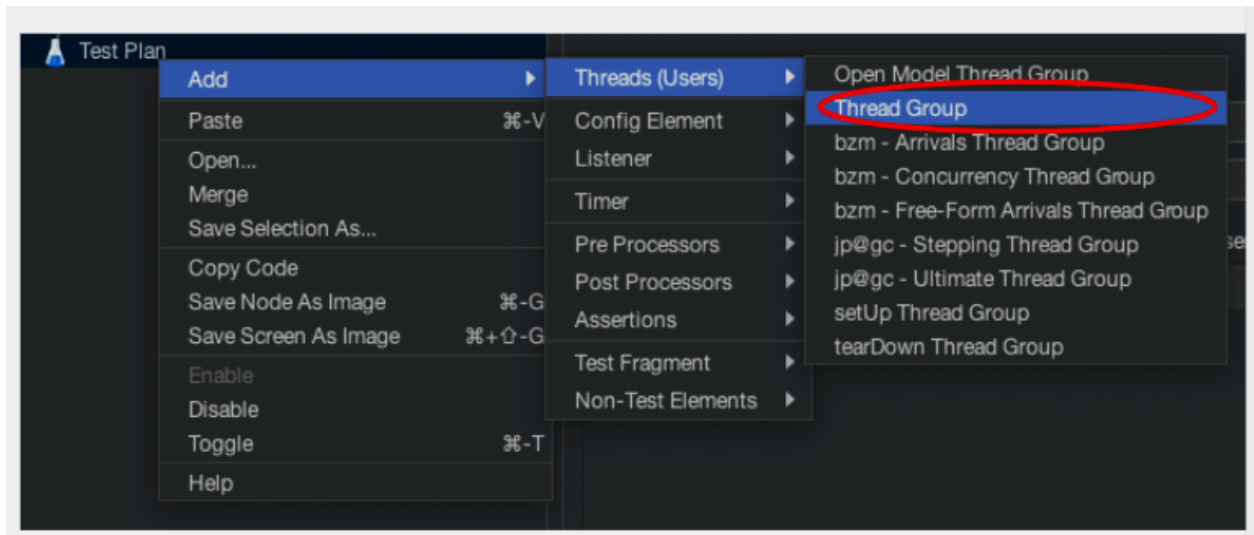 Test Plan
Add
Paste ⌘-V
Open...
Merge
Save Selection As...
Copy Code
Save Node As Image ⌘-G
Save Screen As Image ⌘+⇧-G
Enable
Disable
Toggle ⌘-T
Help
Threads (Users)
Config Element
Listener
Timer
Pre Processors
Post Processors
Assertions
Test Fragment
Non-Test Elements
Open Model Thread Group
Thread Group
bzm - Arrivals Thread Group
bzm - Concurrency Thread Group
bzm - Free-Form Arrivals Thread Group
jp@gc - Stepping Thread Group
jp@gc - Ultimate Thread Group
setUp Thread Group
tearDown Thread Group